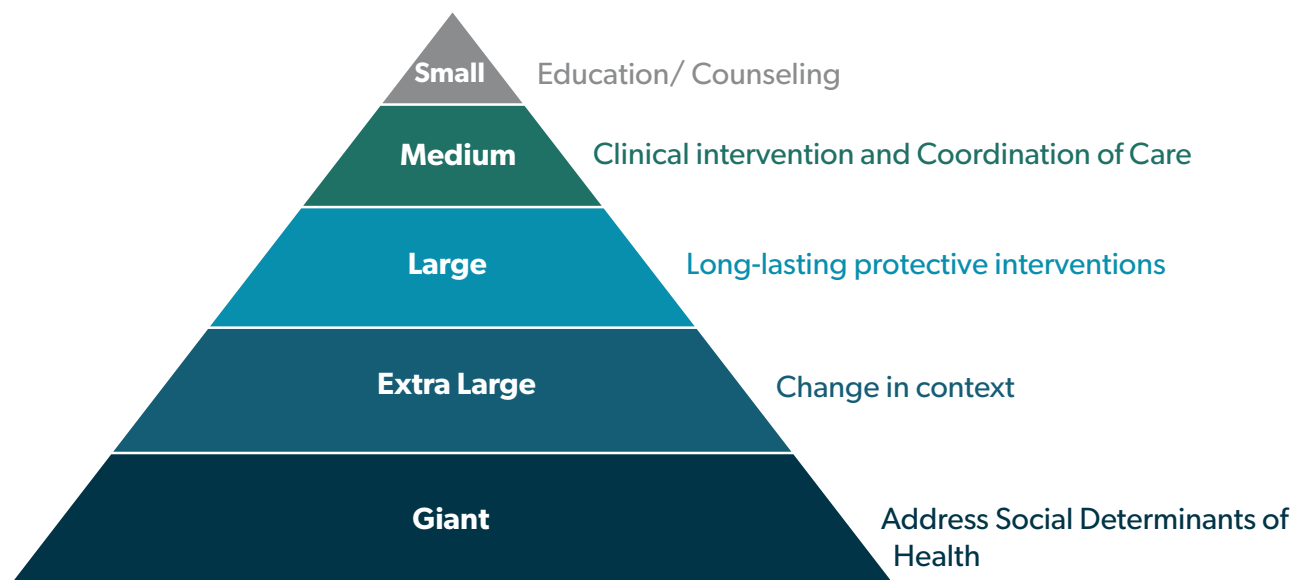 Small
Education/ Counseling
Medium
Clinical intervention and Coordination of Care
Large
Long-lasting protective interventions
Extra Large
Change in context
Giant
Address Social Determinants of
Health